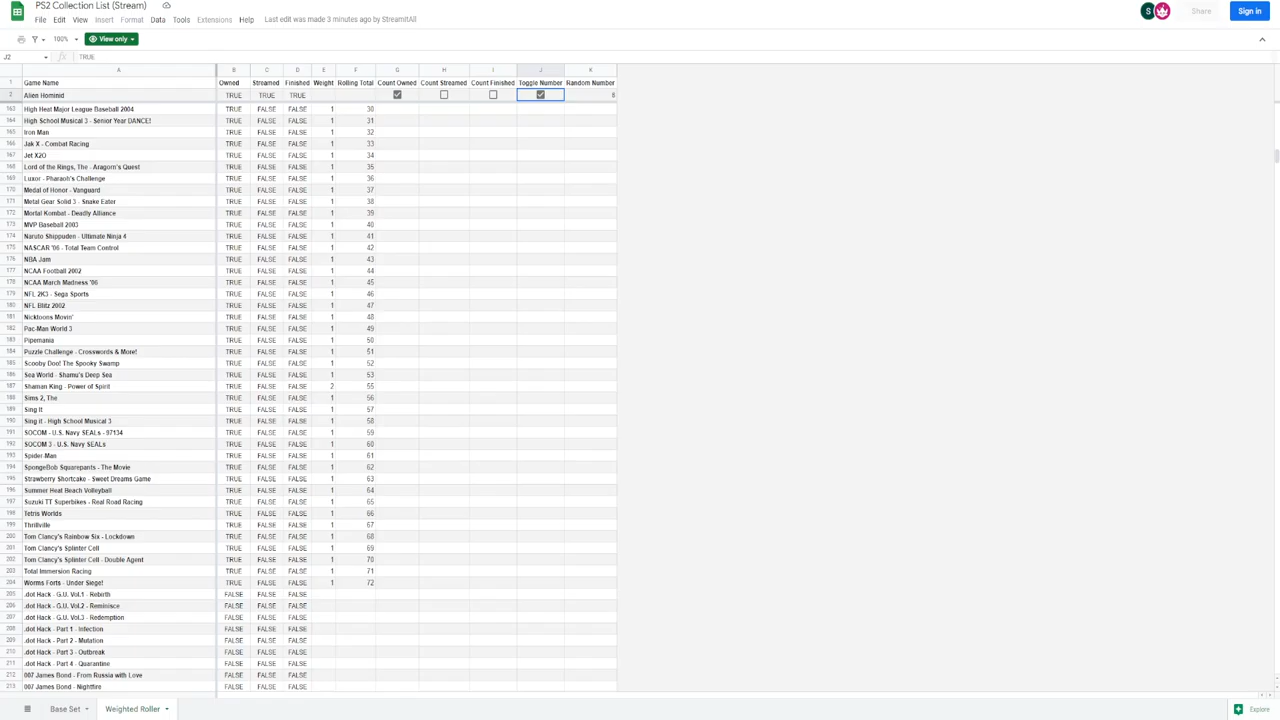 PS2 Collection List (Stream)
File Edit View Insert Format Data Tools Extensions Help Last edit was made 3 minutes ago by StreamItAll
S Share Sign in
100% View only
J2 fx TRUE
A B C D E F G H I J K
1 Game Name Owned Streamed Finished Weight Rolling Total Count Owned Count Streamed Count Finished Toggle Number Random Number
2 Alien Hominid TRUE TRUE TRUE 8
163 High Heat Major League Baseball 2004 TRUE FALSE FALSE 1 30
164 High School Musical 3 - Senior Year DANCE! TRUE FALSE FALSE 1 31
165 Iron Man TRUE FALSE FALSE 1 32
166 Jak X - Combat Racing TRUE FALSE FALSE 1 33
167 Jet X2O TRUE FALSE FALSE 1 34
168 Lord of the Rings, The - Aragorn's Quest TRUE FALSE FALSE 1 35
169 Luxor - Pharaoh's Challenge TRUE FALSE FALSE 1 36
170 Medal of Honor - Vanguard TRUE FALSE FALSE 1 37
171 Metal Gear Solid 3 - Snake Eater TRUE FALSE FALSE 1 38
172 Mortal Kombat - Deadly Alliance TRUE FALSE FALSE 1 39
173 MVP Baseball 2003 TRUE FALSE FALSE 1 40
174 Naruto Shippuden - Ultimate Ninja 4 TRUE FALSE FALSE 1 41
175 NASCAR '06 - Total Team Control TRUE FALSE FALSE 1 42
176 NBA Jam TRUE FALSE FALSE 1 43
177 NCAA Football 2002 TRUE FALSE FALSE 1 44
178 NCAA March Madness '06 TRUE FALSE FALSE 1 45
179 NFL 2K3 - Sega Sports TRUE FALSE FALSE 1 46
180 NFL Blitz 2002 TRUE FALSE FALSE 1 47
181 Nicktoons Movin' TRUE FALSE FALSE 1 48
182 Pac-Man World 3 TRUE FALSE FALSE 1 49
183 Pipemania TRUE FALSE FALSE 1 50
184 Puzzle Challenge - Crosswords & More! TRUE FALSE FALSE 1 51
185 Scooby Doo! The Spooky Swamp TRUE FALSE FALSE 1 52
186 Sea World - Shamu's Deep Sea TRUE FALSE FALSE 1 53
187 Shaman King - Power of Spirit TRUE FALSE FALSE 2 55
188 Sims 2, The TRUE FALSE FALSE 1 56
189 Sing It TRUE FALSE FALSE 1 57
190 Sing it - High School Musical 3 TRUE FALSE FALSE 1 58
191 SOCOM - U.S. Navy SEALs - 97134 TRUE FALSE FALSE 1 59
192 SOCOM 3 - U.S. Navy SEALs TRUE FALSE FALSE 1 60
193 Spider-Man TRUE FALSE FALSE 1 61
194 SpongeBob Squarepants - The Movie TRUE FALSE FALSE 1 62
195 Strawberry Shortcake - Sweet Dreams Game TRUE FALSE FALSE 1 63
196 Summer Heat Beach Volleyball TRUE FALSE FALSE 1 64
197 Suzuki TT Superbikes - Real Road Racing TRUE FALSE FALSE 1 65
198 Tetris Worlds TRUE FALSE FALSE 1 66
199 Thrillville TRUE FALSE FALSE 1 67
200 Tom Clancy's Rainbow Six - Lockdown TRUE FALSE FALSE 1 68
201 Tom Clancy's Splinter Cell TRUE FALSE FALSE 1 69
202 Tom Clancy's Splinter Cell - Double Agent TRUE FALSE FALSE 1 70
203 Total Immersion Racing TRUE FALSE FALSE 1 71
204 Worms Forts - Under Siege! TRUE FALSE FALSE 1 72
205 .dot Hack - G.U. Vol.1 - Rebirth FALSE FALSE FALSE
206 .dot Hack - G.U. Vol.2 - Reminisce FALSE FALSE FALSE
207 .dot Hack - G.U. Vol.3 - Redemption FALSE FALSE FALSE
208 .dot Hack - Part 1 - Infection FALSE FALSE FALSE
209 .dot Hack - Part 2 - Mutation FALSE FALSE FALSE
210 .dot Hack - Part 3 - Outbreak FALSE FALSE FALSE
211 .dot Hack - Part 4 - Quarantine FALSE FALSE FALSE
212 007 James Bond - From Russia with Love FALSE FALSE FALSE
213 007 James Bond - Nightfire FALSE FALSE FALSE
Base Set Weighted Roller Explore